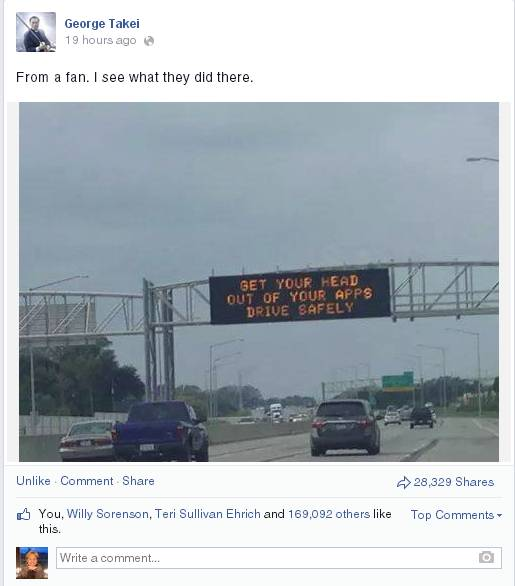 George Takei
19 hours ago
From a fan. I see what they did there.
GET YOUR HEAD
OUT OF YOUR APPS
DRIVE SAFELY
Unlike · Comment · Share
28,329 Shares
You, Willy Sorenson, Teri Sullivan Ehrich and 169,092 others like
this.
Top Comments
Write a comment...